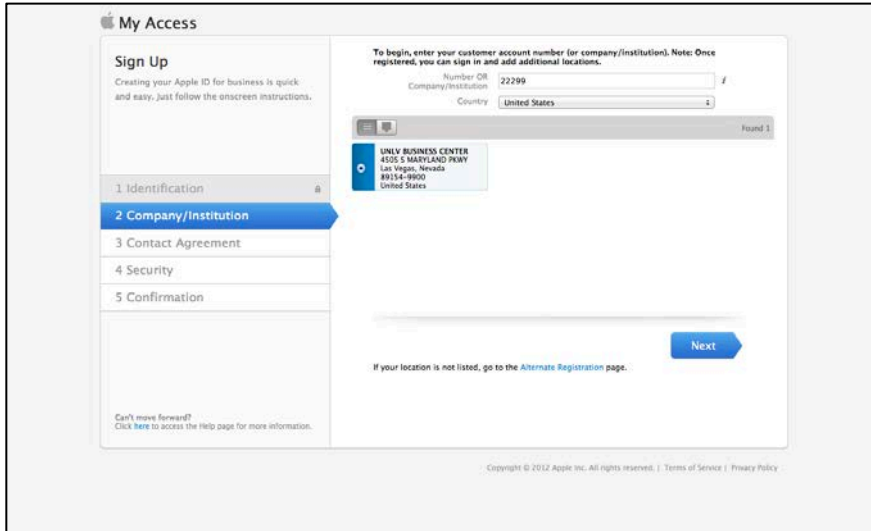 My Access
Sign Up
Creating your Apple ID for business is quick
and easy. Just follow the onscreen instructions.
1 Identification
2 Company/Institution
3 Contact Agreement
4 Security
5 Confirmation
Can't move forward?
Click here to access the Help page for more information.
To begin, enter your customer account number (or company/institution). Note: Once
registered, you can sign in and add additional locations.
Number OR
Company/Institution
22299
i
Country
United States
Found 1
UNLV BUSINESS CENTER
4505 S MARYLAND PKWY
Las Vegas, Nevada
89154-9900
United States
Next
If your location is not listed, go to the Alternate Registration page.
Copyright © 2012 Apple Inc. All rights reserved. | Terms of Service | Privacy Policy